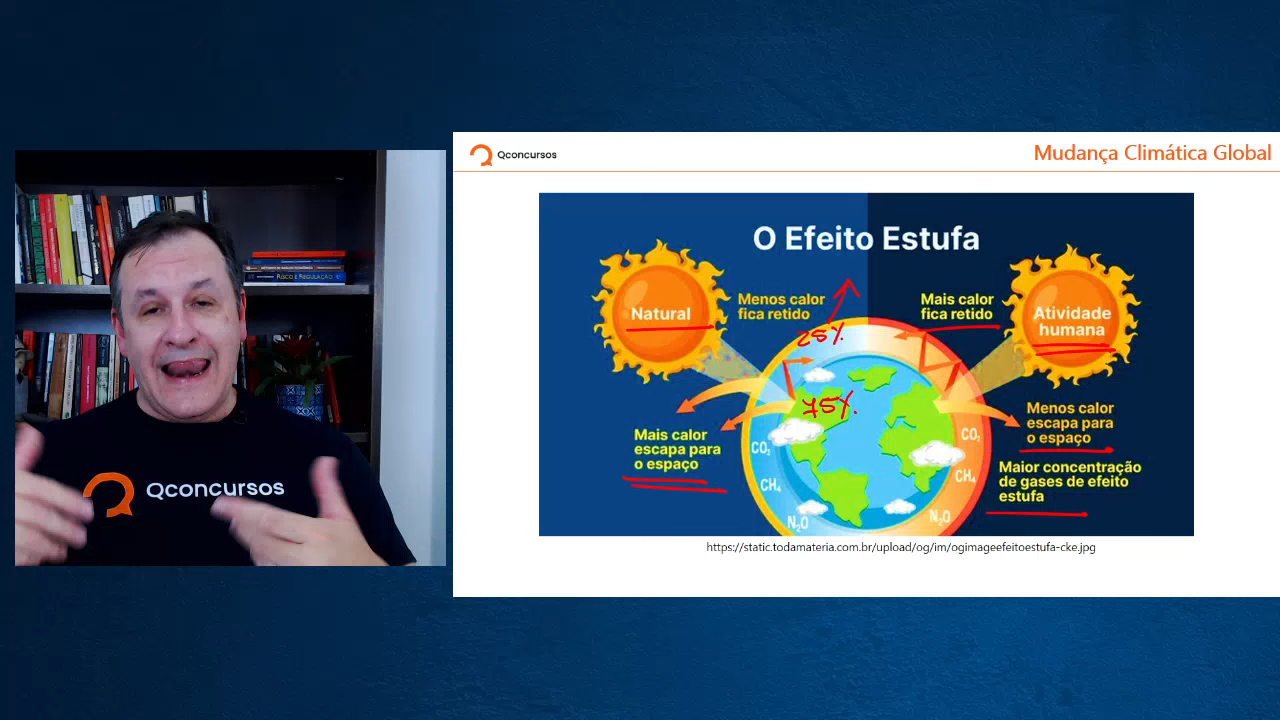 Qconcursos
Mudança Climática Global
O Efeito Estufa
Natural
Menos calor
fica retido
Mais calor
fica retido
Atividade
humana
25%
75%
Mais calor
escapa para
o espaço
Menos calor
escapa para
o espaço
Maior concentração
de gases de efeito
estufa
CO₂
CH₄
N₂O
CO₂
CH₄
N₂O
https://static.todamateria.com.br/upload/og/im/ogimageefeitoestufa-cke.jpg
RISCO E REGULAÇÃO
Qconcursos